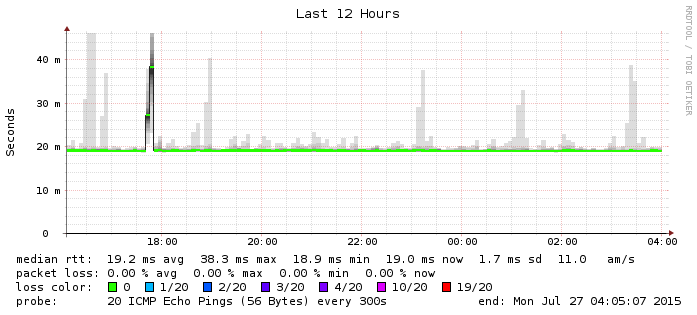 Last 12 Hours
RRDTOOL / TOBI OETIKER
Seconds
40 m
30 m
20 m
10 m
0
18:00 20:00 22:00 00:00 02:00 04:00
median rtt: 19.2 ms avg 38.3 ms max 18.9 ms min 19.0 ms now 1.7 ms sd 11.0 am/s
packet loss: 0.00 % avg 0.00 % max 0.00 % min 0.00 % now
loss color: 0 1/20 2/20 3/20 4/20 10/20 19/20
probe: 20 ICMP Echo Pings (56 Bytes) every 300s end: Mon Jul 27 04:05:07 2015